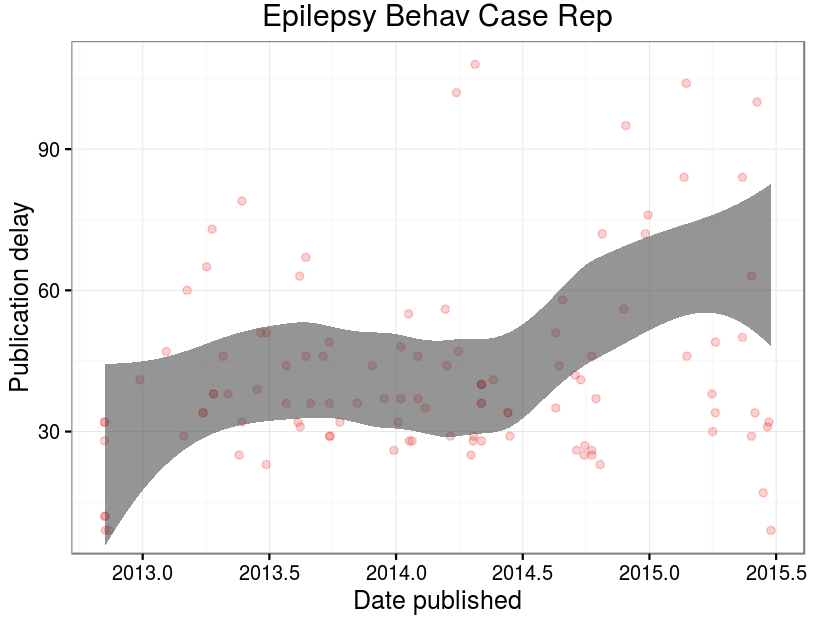 Epilepsy Behav Case Rep
Publication delay
90
60
30
2013.0 2013.5 2014.0 2014.5 2015.0 2015.5
Date published